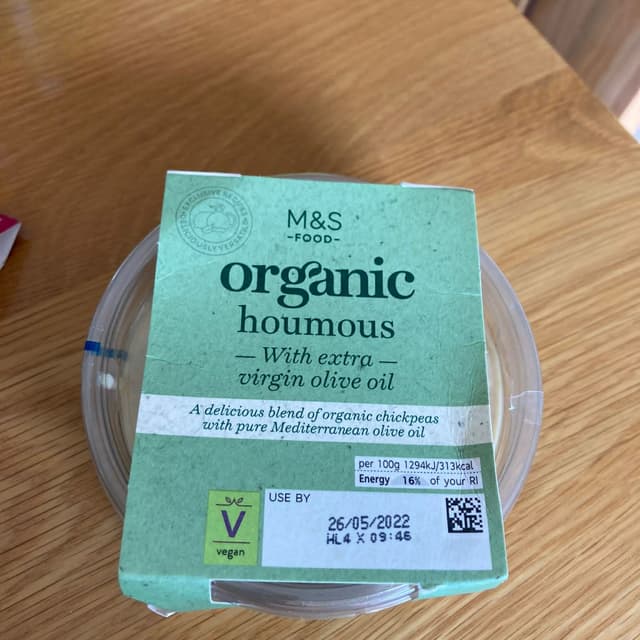 M&S
-FOOD-
organic
houmous
— With extra —
virgin olive oil
A delicious blend of organic chickpeas
with pure Mediterranean olive oil
per 100g 1294kJ/313kcal
Energy 16% of your RI
V
vegan
USE BY
26/05/2022
HL4 X 09:46